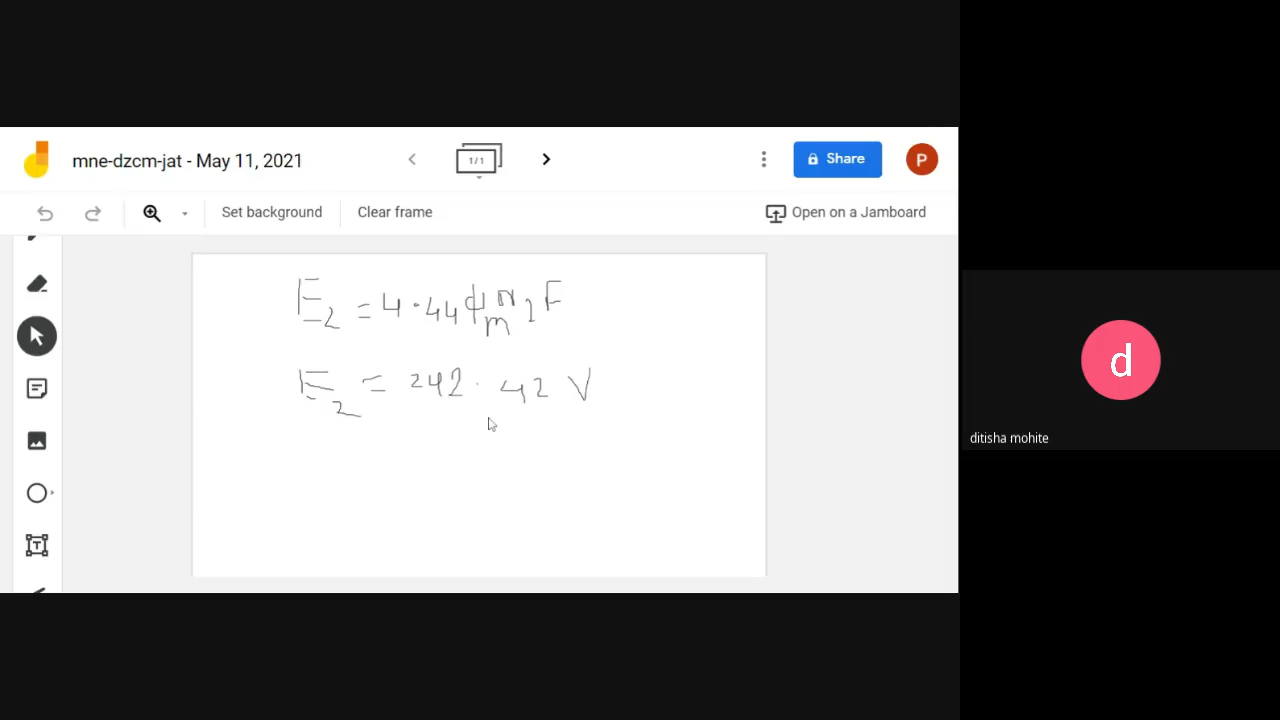 mne-dzcm-jat - May 11, 2021
1/1
Share
P
Set background
Clear frame
Open on a Jamboard
E₂ = 4.44 ϕₘ N₂ F
E₂ = 242.42 V
T
d
ditisha mohite